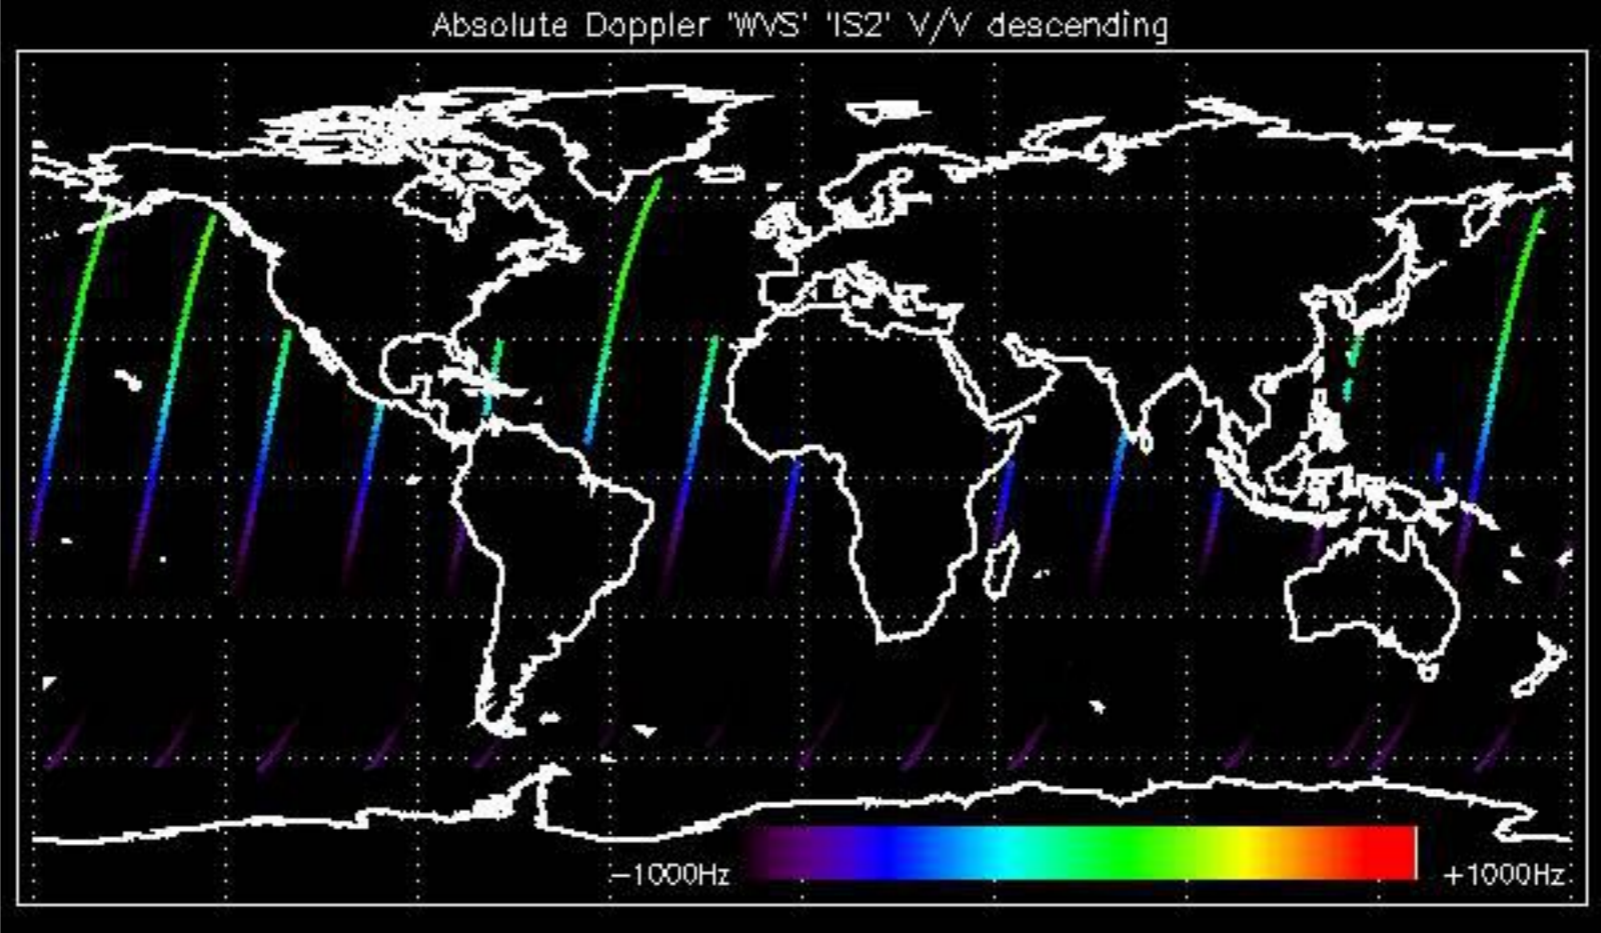 Absolute Doppler 'WVS' 'IS2' V/V descending
−1000Hz +1000Hz